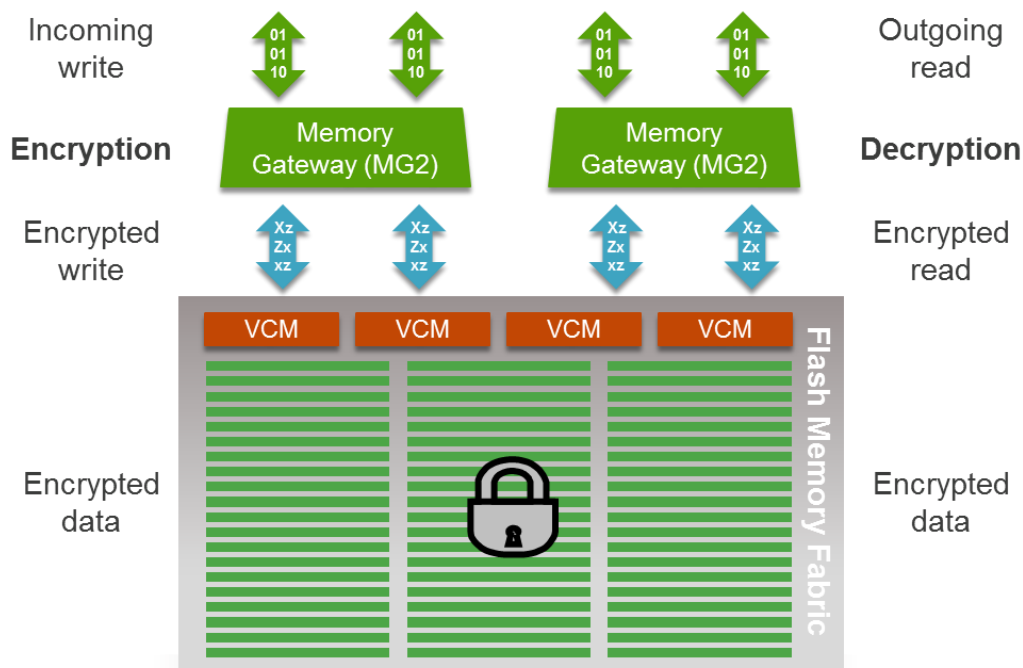 Incoming
write
01
01
10
01
01
10
01
01
10
01
01
10
Outgoing
read
Encryption
Memory
Gateway (MG2)
Memory
Gateway (MG2)
Decryption
Encrypted
write
Xz
Zx
xz
Xz
Zx
xz
Xz
Zx
xz
Xz
Zx
xz
Encrypted
read
VCM
VCM
VCM
VCM
Flash Memory Fabric
Encrypted
data
Encrypted
data